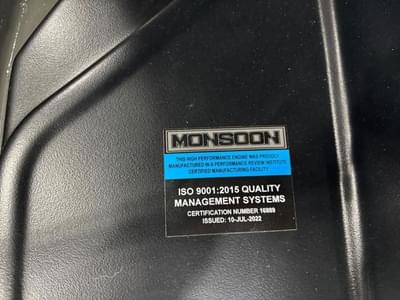 MONSOON
THIS HIGH PERFORMANCE ENGINE WAS PROUDLY
MANUFACTURED IN A PERFORMANCE REVIEW INSTITUTE
CERTIFIED MANUFACTURING FACILITY
ISO 9001:2015 QUALITY
MANAGEMENT SYSTEMS
CERTIFICATION NUMBER 16889
ISSUED: 10-JUL-2022